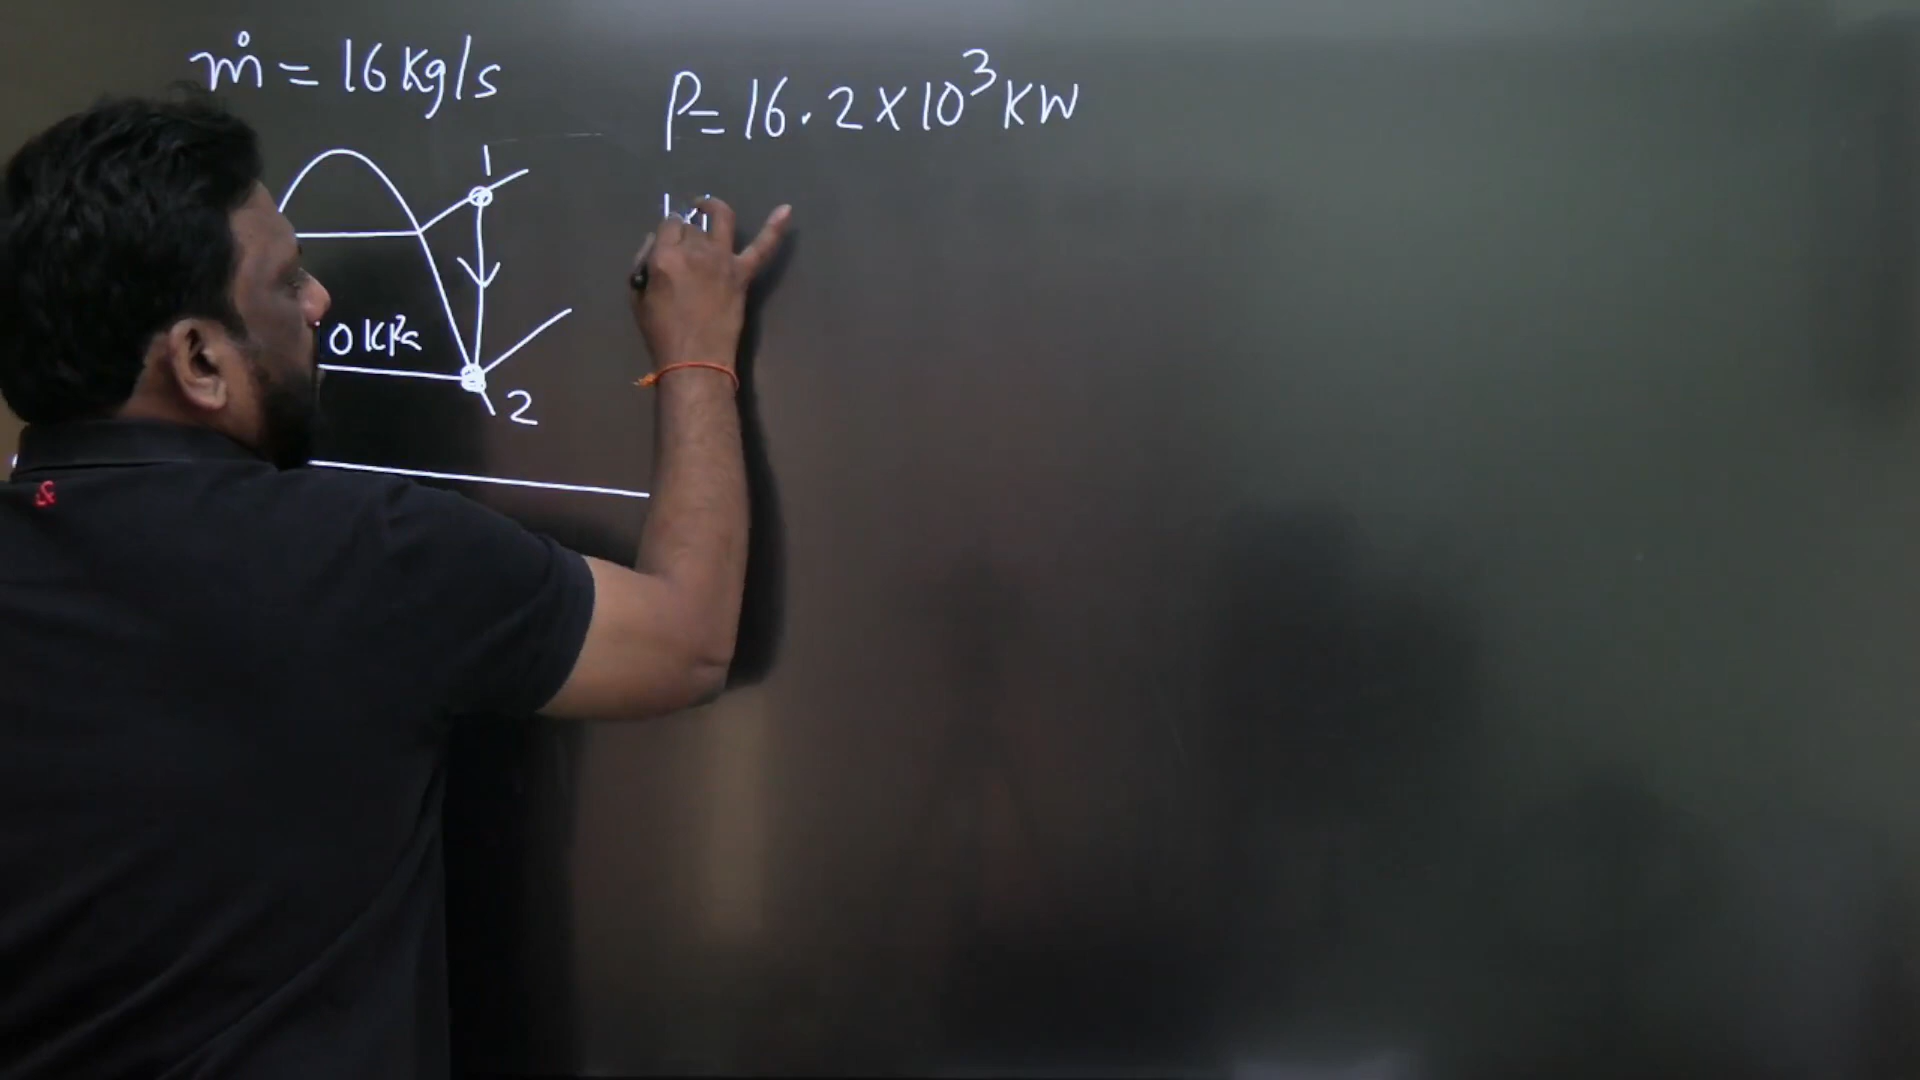 ṁ = 16 Kg/s
P = 16.2 × 10³ KW
1
0 KPa
2